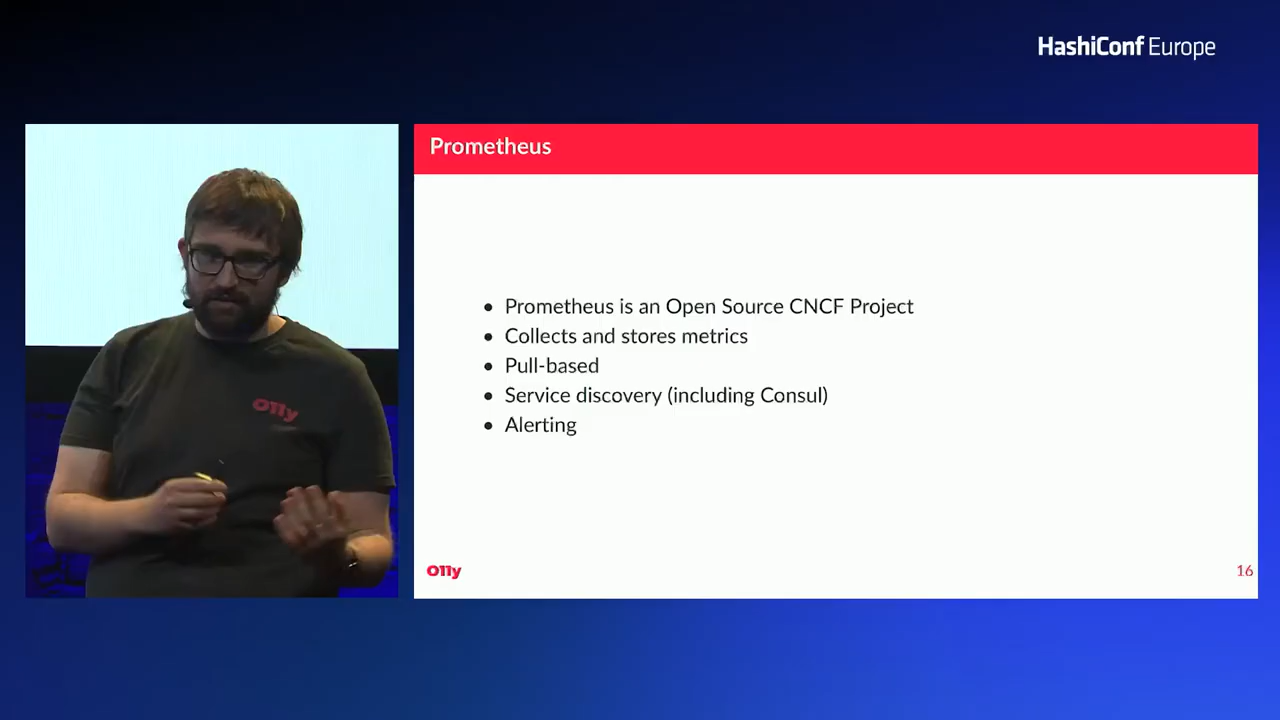 HashiConf Europe
Prometheus
• Prometheus is an Open Source CNCF Project
• Collects and stores metrics
• Pull-based
• Service discovery (including Consul)
• Alerting
O11y
O11y
16